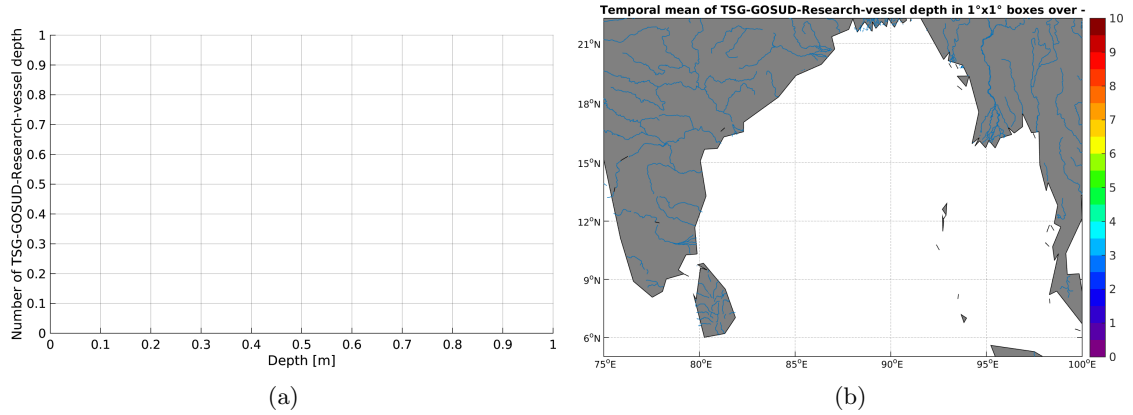 Number of TSG-GOSUD-Research-vessel depth
1
0.9
0.8
0.7
0.6
0.5
0.4
0.3
0.2
0.1
0
0 0.1 0.2 0.3 0.4 0.5 0.6 0.7 0.8 0.9 1
Depth [m]
(a)
Temporal mean of TSG-GOSUD-Research-vessel depth in 1°x1° boxes over -
21°N
18°N
15°N
12°N
9°N
6°N
75°E 80°E 85°E 90°E 95°E 100°E
10
9
8
7
6
5
4
3
2
1
0
(b)